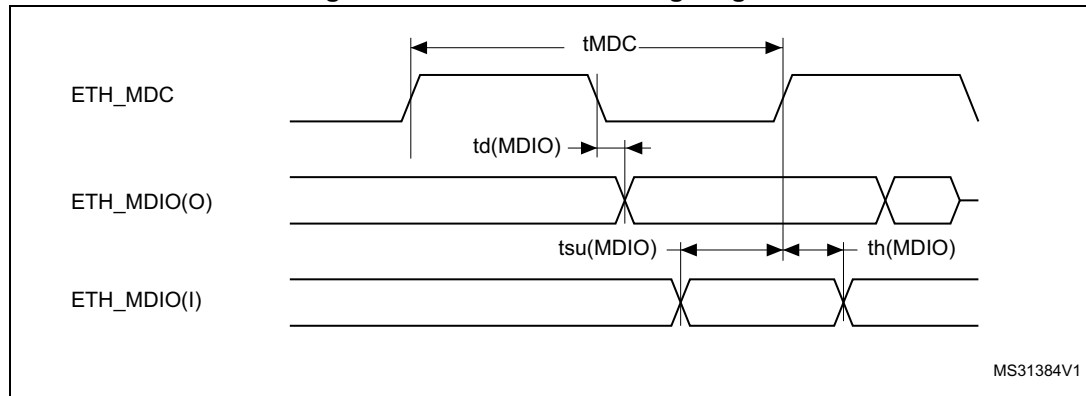 tMDC
ETH_MDC
td(MDIO)
ETH_MDIO(O)
tsu(MDIO) th(MDIO)
ETH_MDIO(I)
MS31384V1